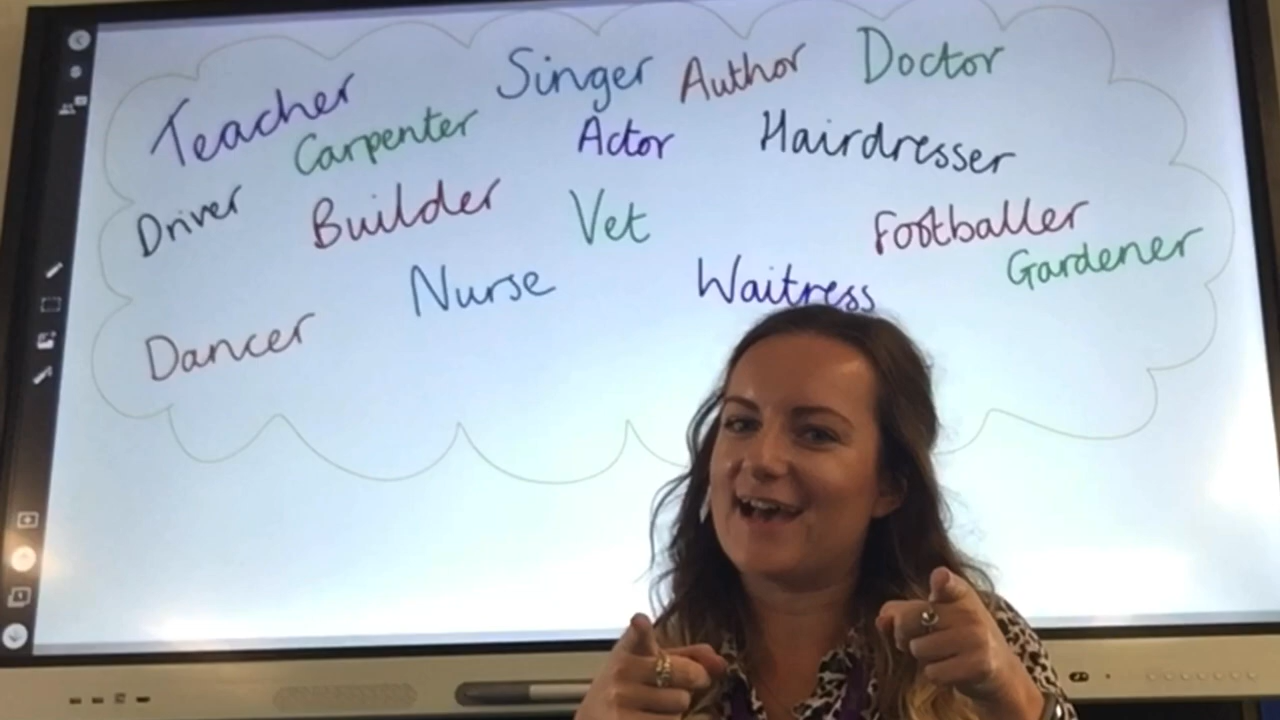 Singer Author Doctor
Teacher Carpenter Actor Hairdresser
Driver Builder Vet Footballer
Nurse Waitress Gardener
Dancer